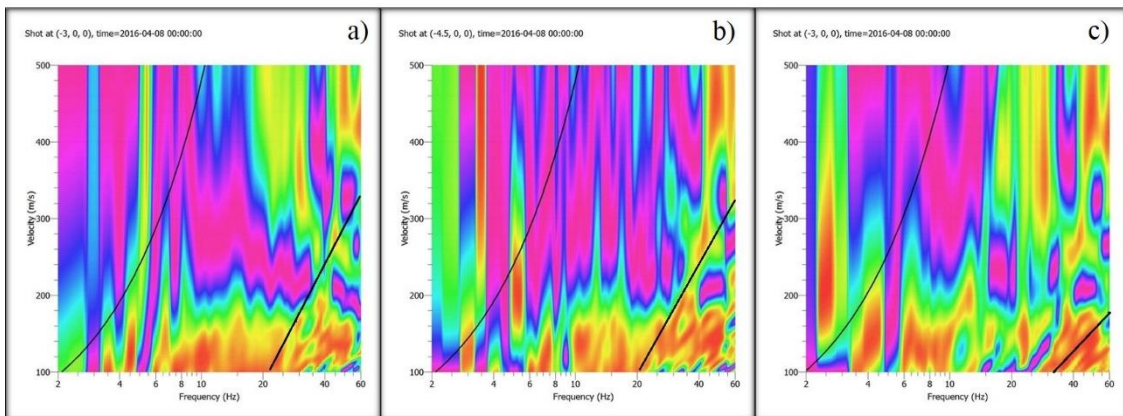 Shot at (-3, 0, 0), time=2016-04-08 00:00:00
a)
500
400
300
200
100
Velocity (m/s)
2 4 6 8 10 20 40 60
Frequency (Hz)
Shot at (-4.5, 0, 0), time=2016-04-08 00:00:00
b)
500
400
300
200
100
Velocity (m/s)
2 4 6 8 10 20 40 60
Frequency (Hz)
Shot at (-3, 0, 0), time=2016-04-08 00:00:00
c)
500
400
300
200
100
Velocity (m/s)
2 4 6 8 10 20 40 60
Frequency (Hz)